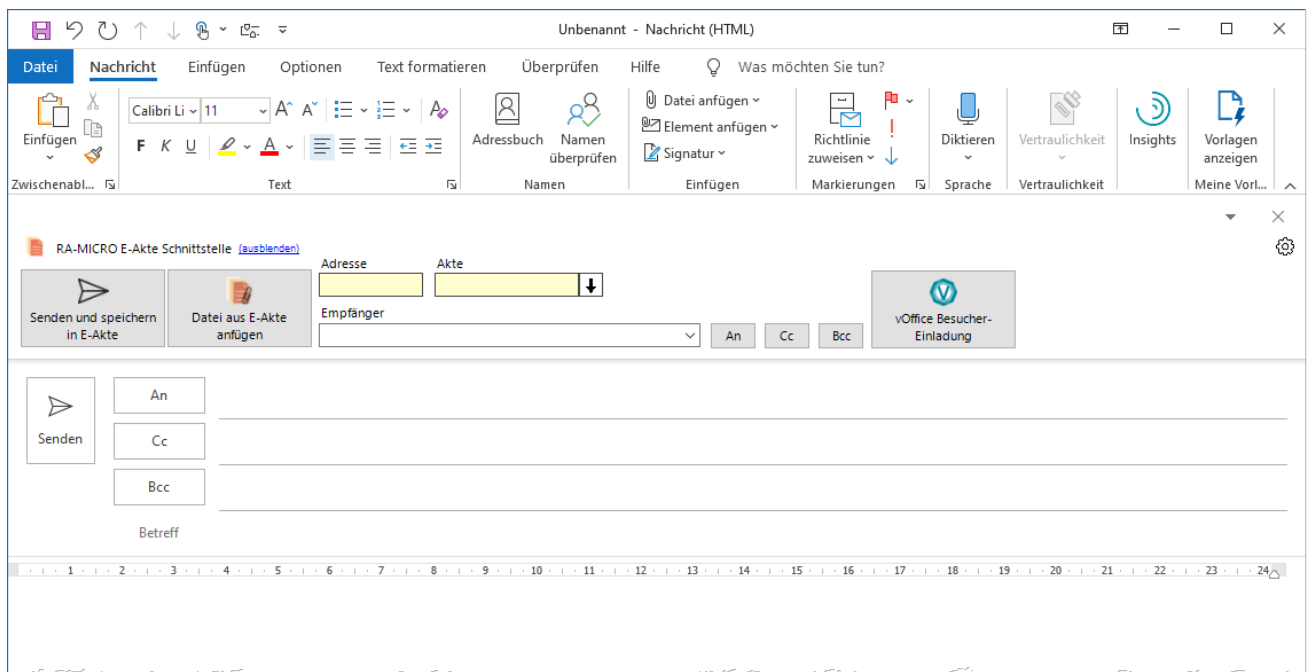 Unbenannt - Nachricht (HTML)
Datei Nachricht Einfügen Optionen Text formatieren Überprüfen Hilfe Was möchten Sie tun?
Einfügen
Calibri Li 11
F K U
Adressbuch
Namen
überprüfen
Datei anfügen
Element anfügen
Signatur
Richtlinie
zuweisen
Diktieren
Vertraulichkeit
Insights
Vorlagen
anzeigen
Zwischenabl... Text Namen Einfügen Markierungen Sprache Vertraulichkeit Meine Vorl...
RA-MICRO E-Akte Schnittstelle (ausblenden)
Senden und speichern
in E-Akte
Datei aus E-Akte
anfügen
Adresse Akte
Empfänger
An Cc Bcc
vOffice Besucher-
Einladung
Senden
An
Cc
Bcc
Betreff
1 2 3 4 5 6 7 8 9 10 11 12 13 14 15 16 17 18 19 20 21 22 23 24